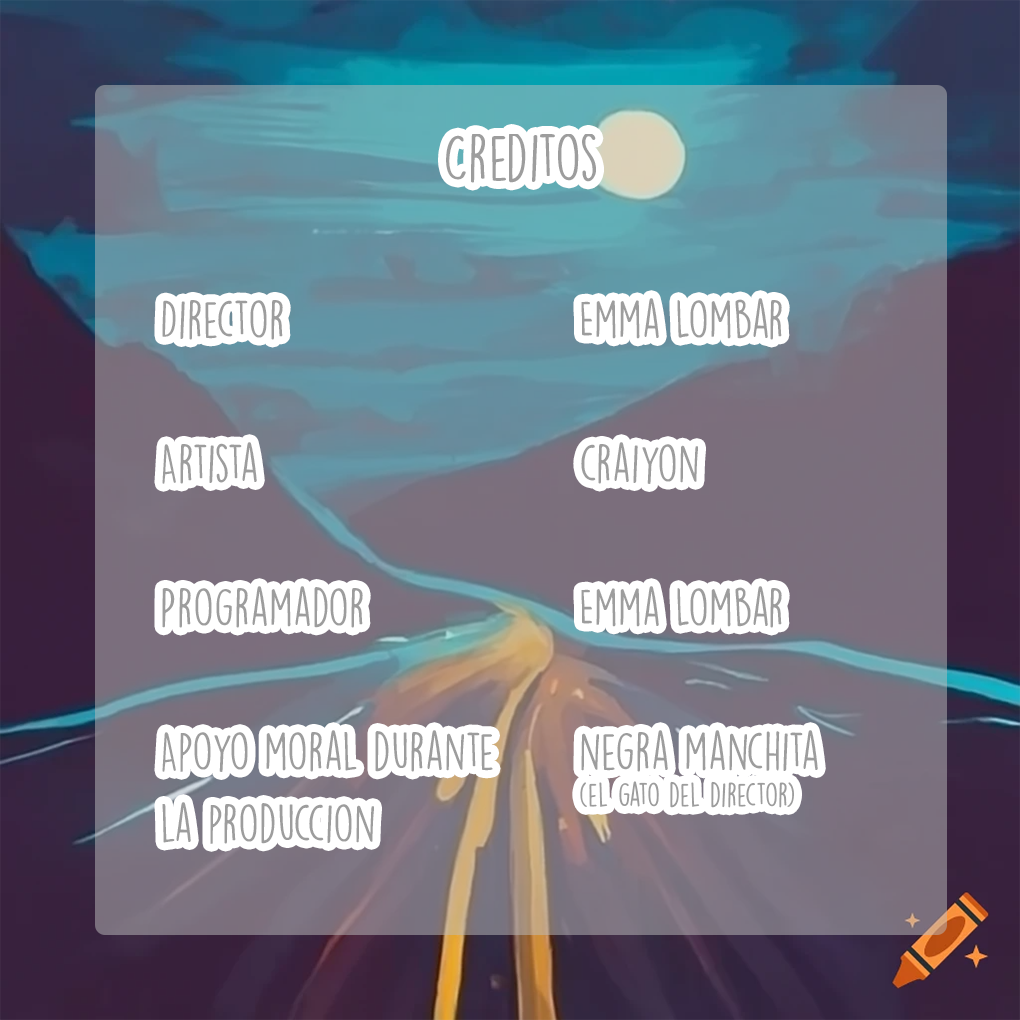 CREDITOS
DIRECTOR EMMA LOMBAR
ARTISTA CRAIYON
PROGRAMADOR EMMA LOMBAR
APOYO MORAL DURANTE NEGRA MANCHITA
(EL GATO DEL DIRECTOR)
LA PRODUCCION